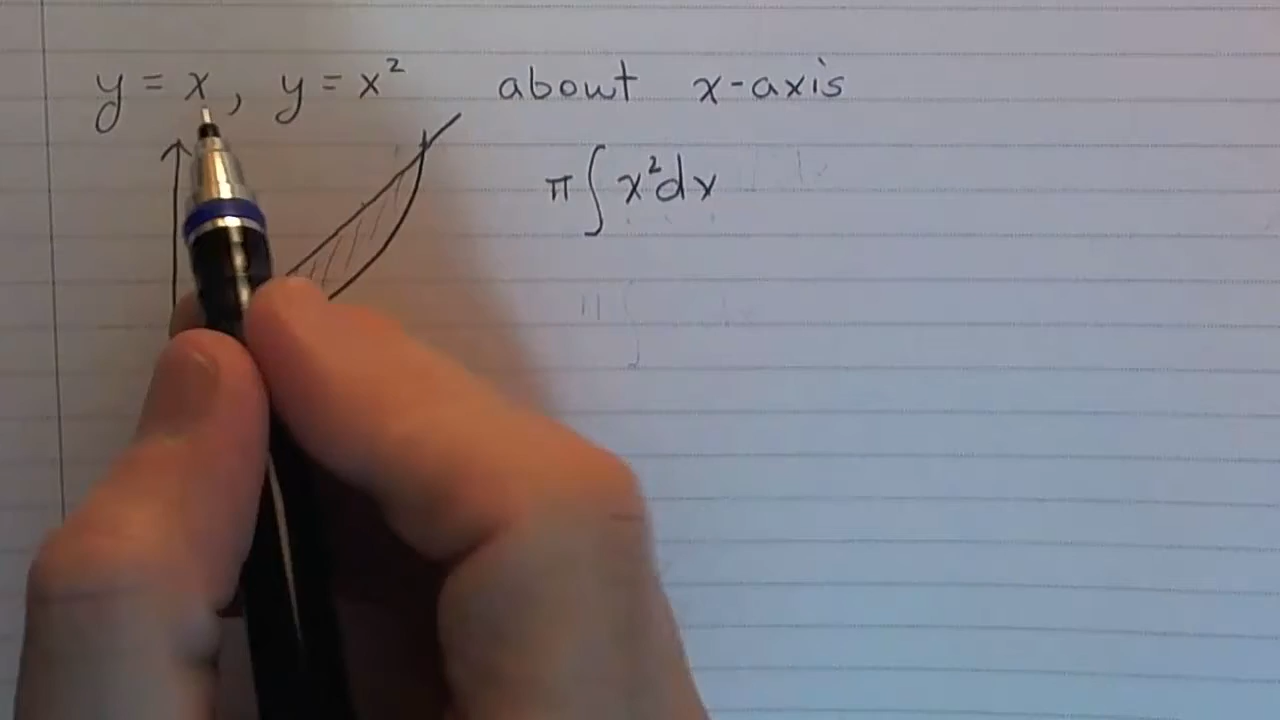 y = x, y = x² about x-axis
π∫x²dx